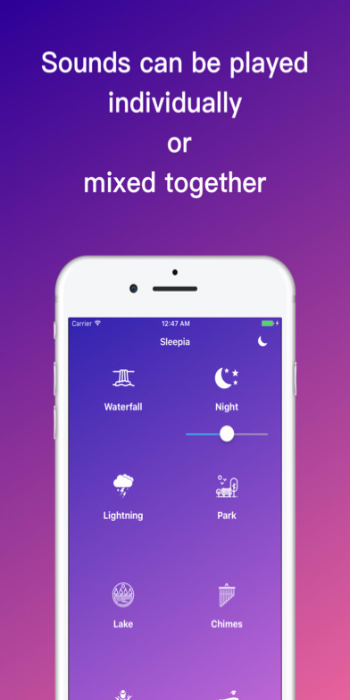 Sounds can be played
individually
or
mixed together
Carrier 12:47 AM
Sleepia
Waterfall Night
Lightning Park
Lake Chimes